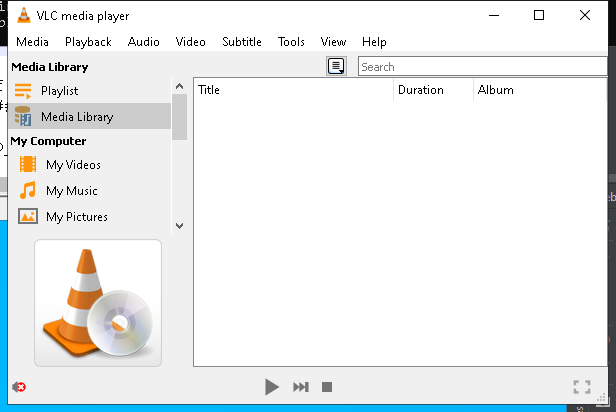 VLC media player
Media Playback Audio Video Subtitle Tools View Help
Media Library
Search
Playlist
Title Duration Album
Media Library
My Computer
My Videos
My Music
My Pictures